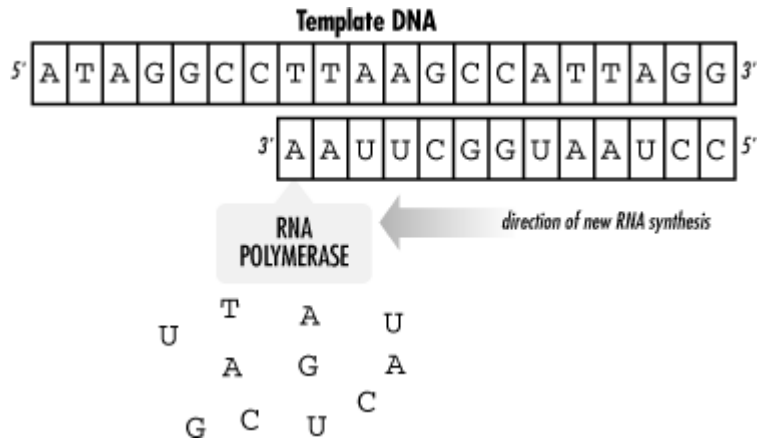 Template DNA
5' A T A G G C C T T A A G C C A T T A G G 3'
3' A A U U C G G U A A U C C 5'
RNA
POLYMERASE
direction of new RNA synthesis
U T A U
A G A
G C U C